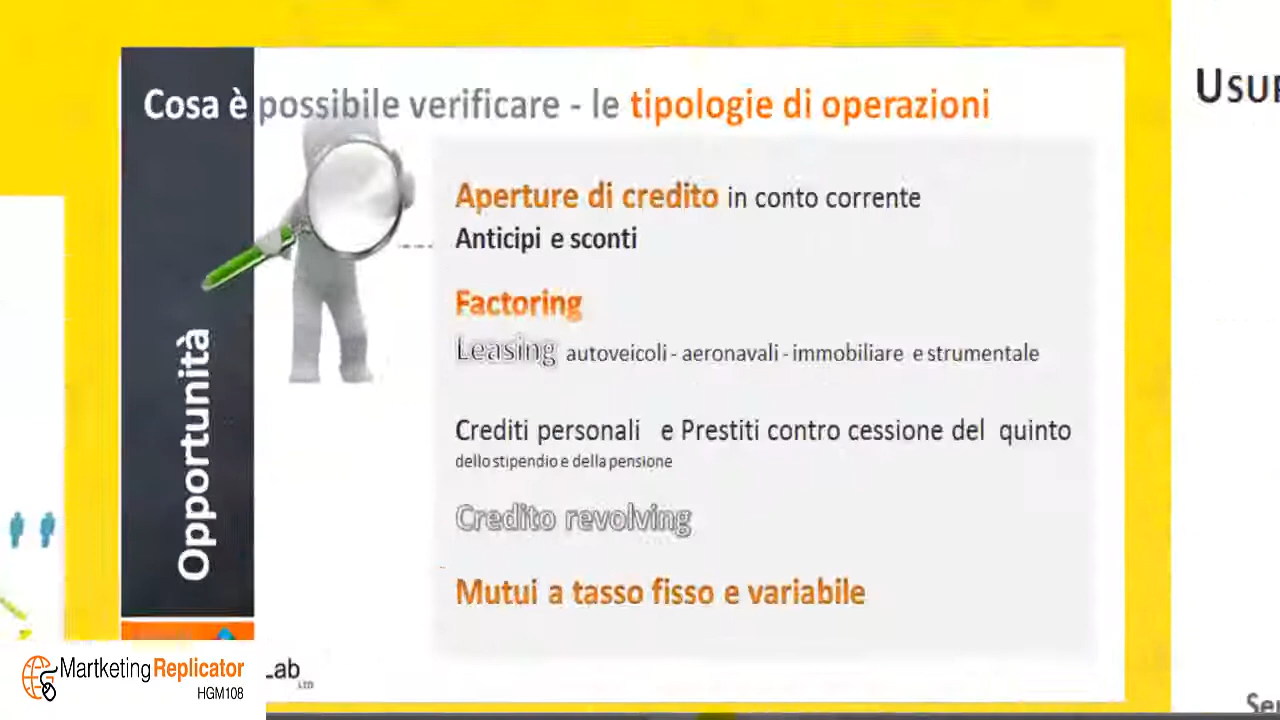 Cosa è possibile verificare - le tipologie di operazioni
Aperture di credito in conto corrente
Anticipi e sconti
Factoring
Leasing autoveicoli - aeronavali - immobiliare e strumentale
Crediti personali e Prestiti contro cessione del quinto
dello stipendio e della pensione
Credito revolving
Mutui a tasso fisso e variabile
Opportunità
MartketingReplicator
HGM108
Lab
LTD